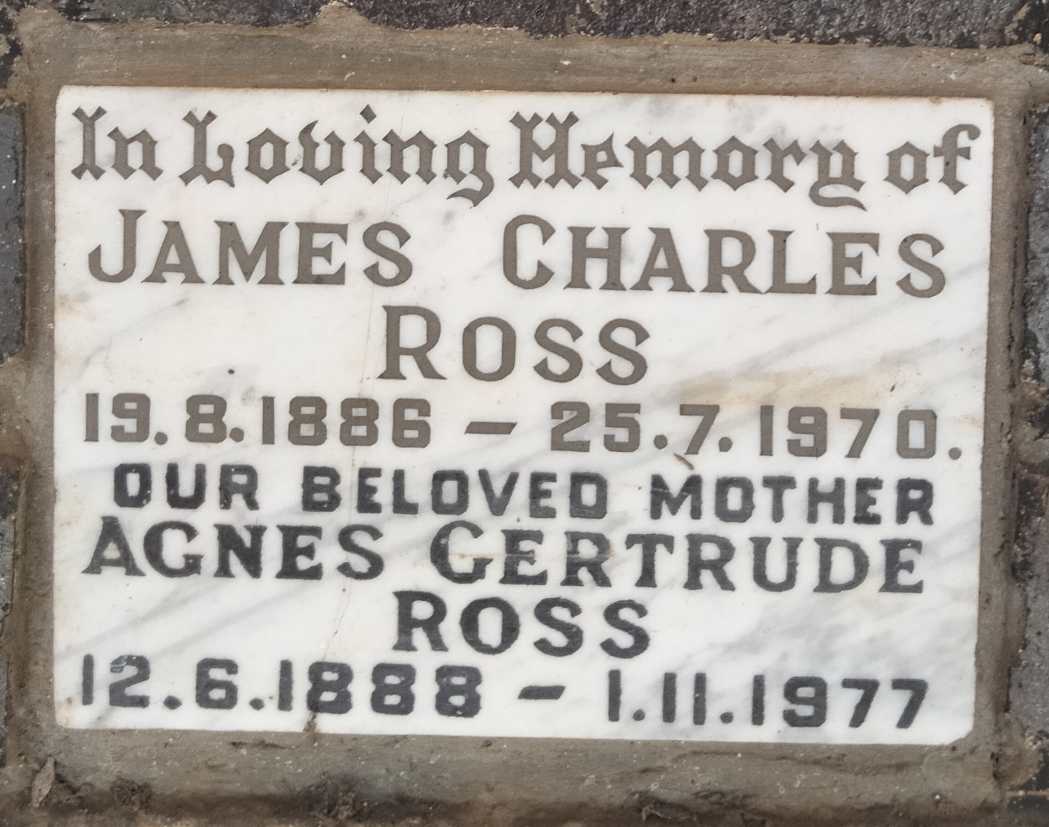 In Loving Memory of
JAMES CHARLES
ROSS
19.8.1886 – 25.7.1970.
OUR BELOVED MOTHER
AGNES GERTRUDE
ROSS
12.6.1888 – 1.11.1977